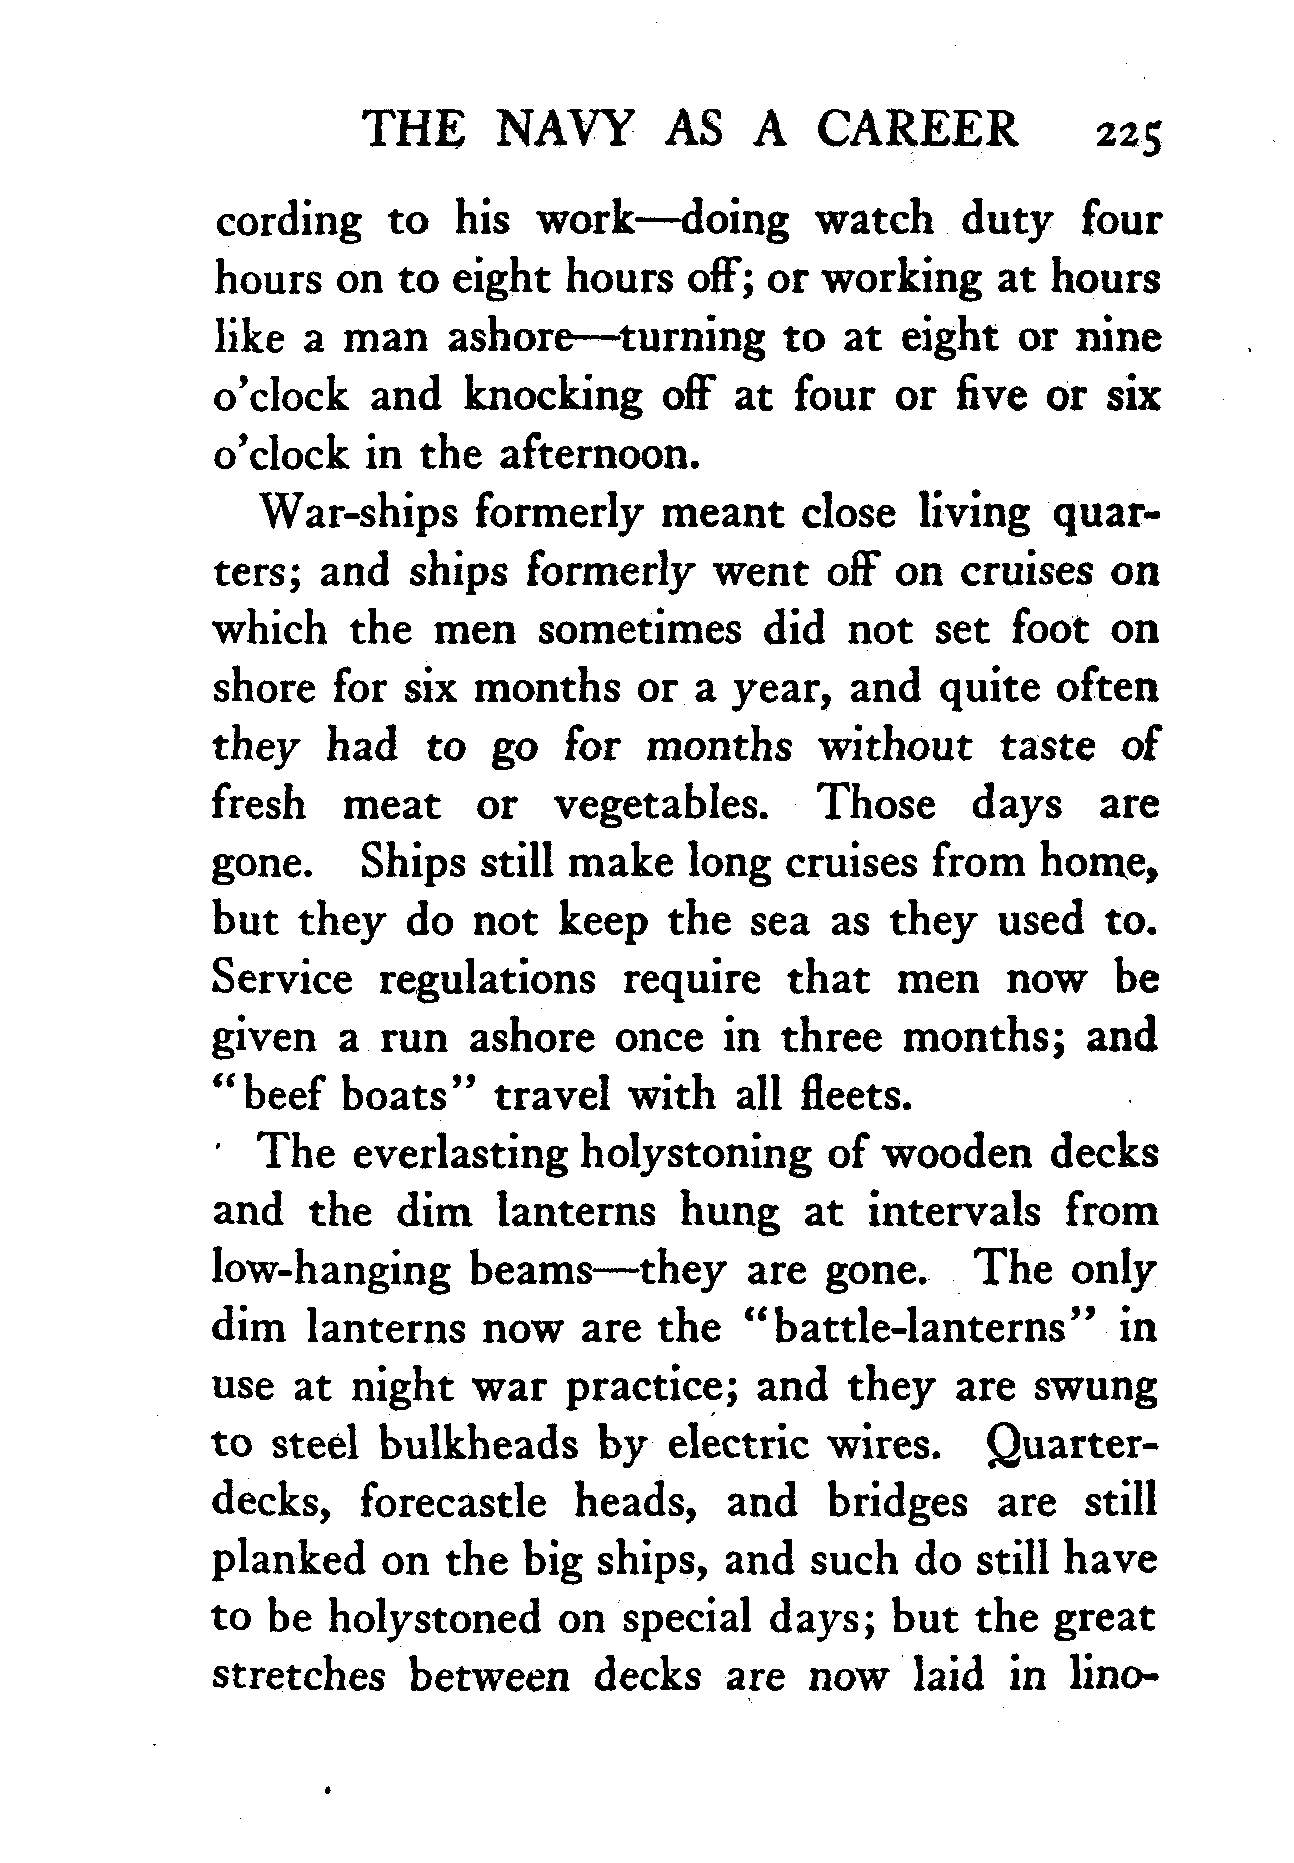 THE NAVY AS A CAREER 225
cording to his work—doing watch duty four
hours on to eight hours off; or working at hours
like a man ashore—turning to at eight or nine
o'clock and knocking off at four or five or six
o'clock in the afternoon.
War-ships formerly meant close living quar-
ters; and ships formerly went off on cruises on
which the men sometimes did not set foot on
shore for six months or a year, and quite often
they had to go for months without taste of
fresh meat or vegetables. Those days are
gone. Ships still make long cruises from home,
but they do not keep the sea as they used to.
Service regulations require that men now be
given a run ashore once in three months; and
"beef boats" travel with all fleets.
The everlasting holystoning of wooden decks
and the dim lanterns hung at intervals from
low-hanging beams—they are gone. The only
dim lanterns now are the "battle-lanterns" in
use at night war practice; and they are swung
to steel bulkheads by electric wires. Quarter-
decks, forecastle heads, and bridges are still
planked on the big ships, and such do still have
to be holystoned on special days; but the great
stretches between decks are now laid in lino-